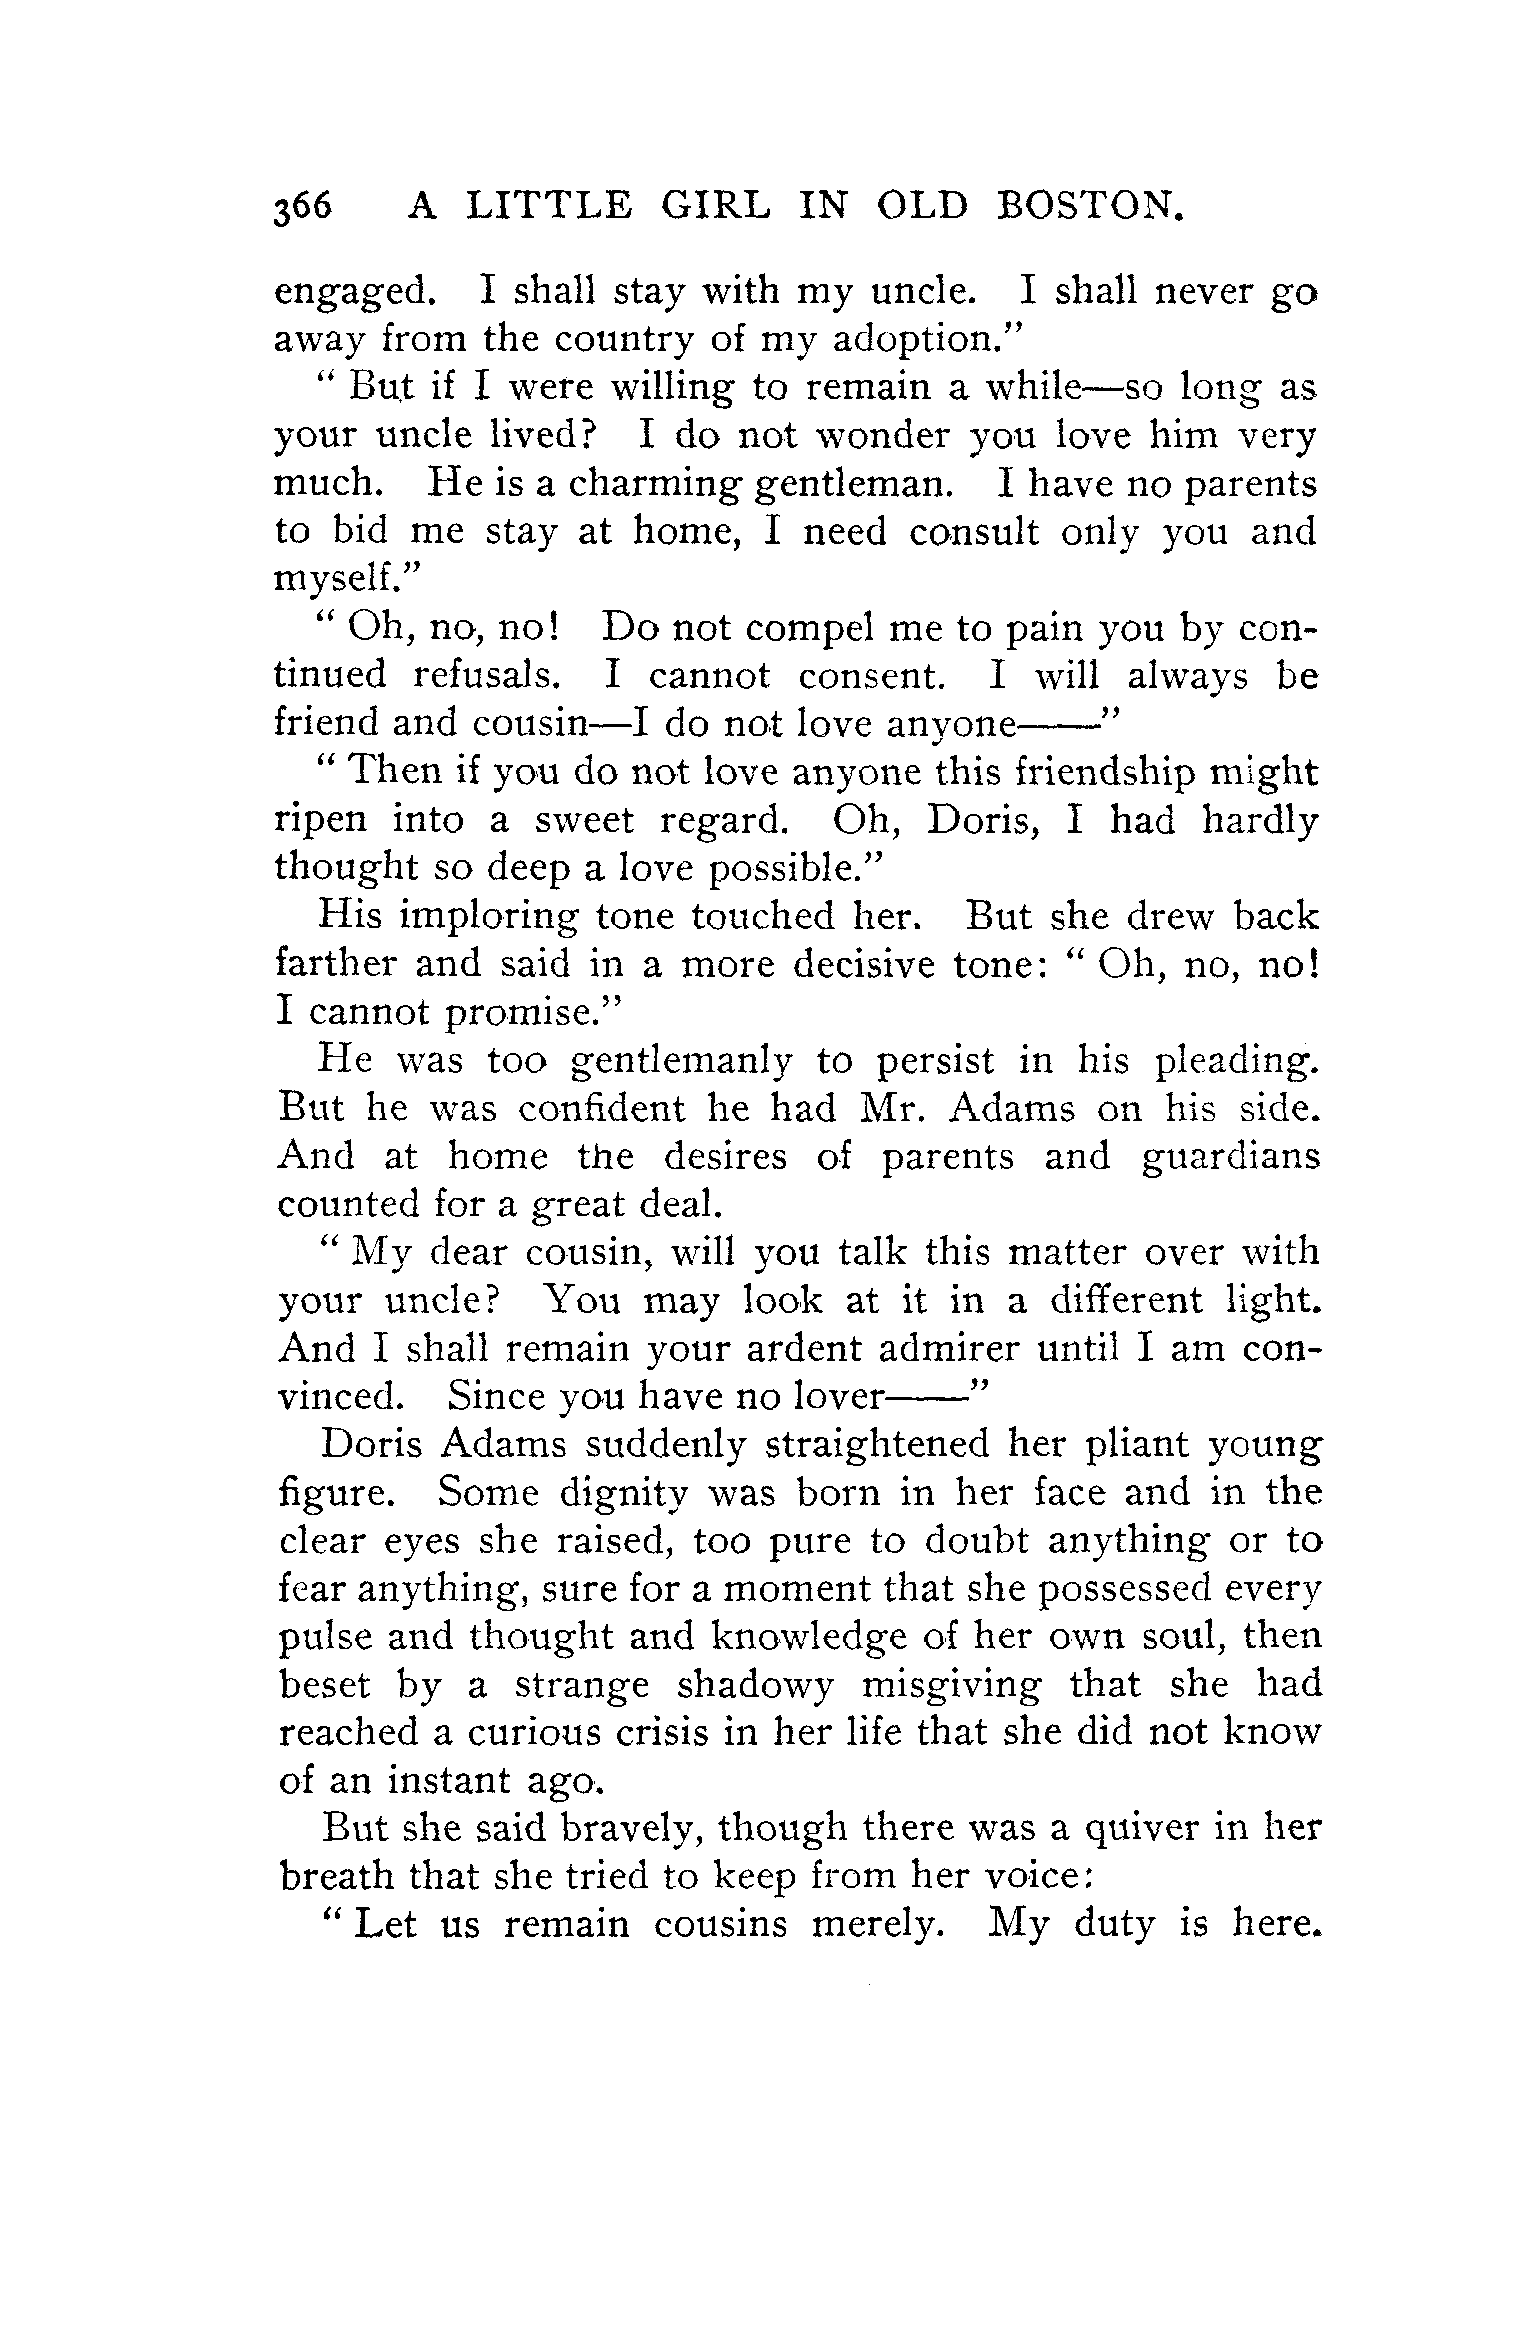 366 A LITTLE GIRL IN OLD BOSTON.
engaged. I shall stay with my uncle. I shall never go
away from the country of my adoption.”
“ But if I were willing to remain a while—so long as
your uncle lived? I do not wonder you love him very
much. He is a charming gentleman. I have no parents
to bid me stay at home, I need consult only you and
myself.”
“ Oh, no, no! Do not compel me to pain you by con-
tinued refusals. I cannot consent. I will always be
friend and cousin—I do not love anyone——”
“ Then if you do not love anyone this friendship might
ripen into a sweet regard. Oh, Doris, I had hardly
thought so deep a love possible.”
His imploring tone touched her. But she drew back
farther and said in a more decisive tone: “ Oh, no, no!
I cannot promise.”
He was too gentlemanly to persist in his pleading.
But he was confident he had Mr. Adams on his side.
And at home the desires of parents and guardians
counted for a great deal.
“ My dear cousin, will you talk this matter over with
your uncle? You may look at it in a different light.
And I shall remain your ardent admirer until I am con-
vinced. Since you have no lover——”
Doris Adams suddenly straightened her pliant young
figure. Some dignity was born in her face and in the
clear eyes she raised, too pure to doubt anything or to
fear anything, sure for a moment that she possessed every
pulse and thought and knowledge of her own soul, then
beset by a strange shadowy misgiving that she had
reached a curious crisis in her life that she did not know
of an instant ago.
But she said bravely, though there was a quiver in her
breath that she tried to keep from her voice:
“ Let us remain cousins merely. My duty is here.